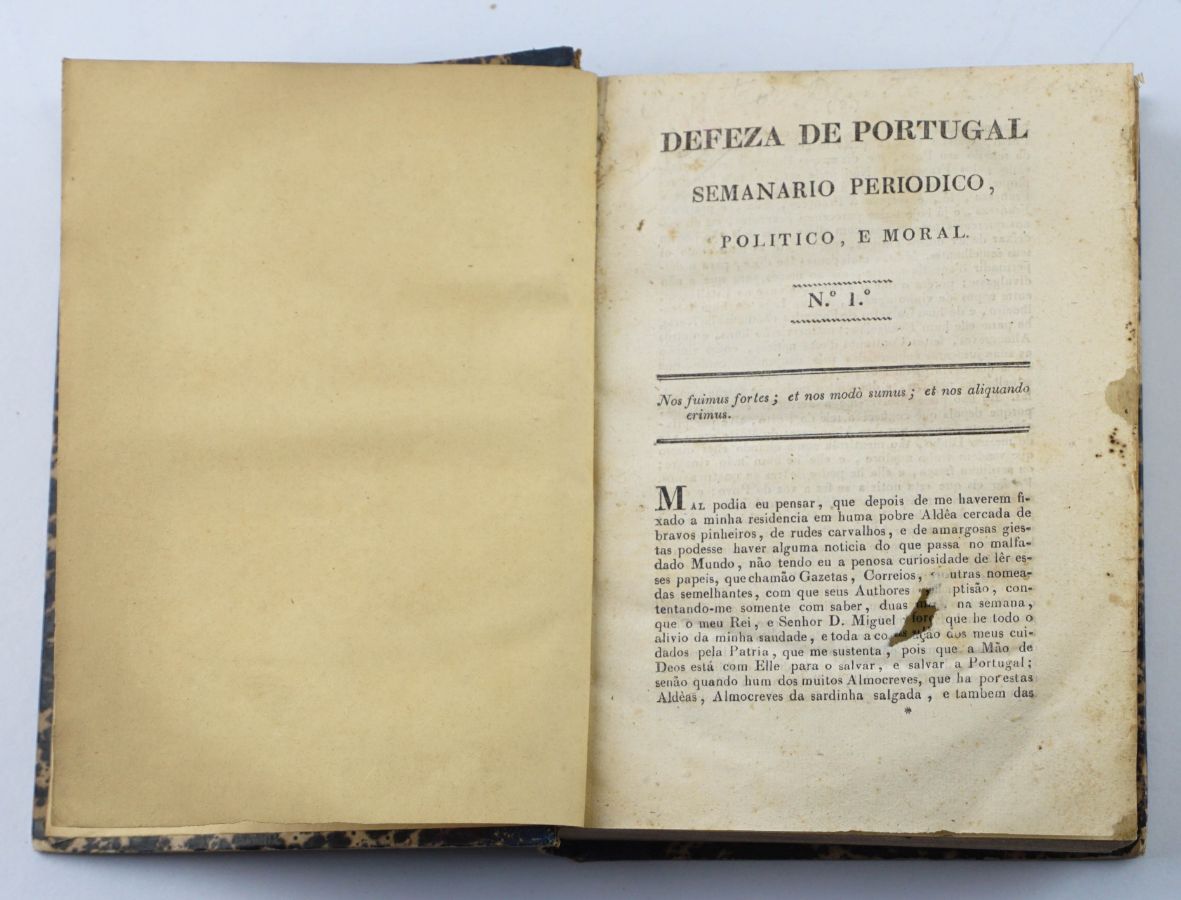 DEFEZA DE PORTUGAL
SEMANARIO PERIODICO,
POLITICO, E MORAL.
N.º 1.º
Nos fuimus fortes; et nos modò sumus; et nos aliquando
erimus.
MAL podia eu pensar, que depois de me haverem fi-
xado a minha residencia em huma pobre Aldêa cercada de
bravos pinheiros, de rudes carvalhos, e de amargosas gies-
tas podesse haver alguma noticia do que passa no malfa-
dado Mundo, não tendo eu a penosa curiosidade de lêr es-
ses papeis, que chamão Gazetas, Correios, utras nomea-
das semelhantes, com que seus Authores ptisão, con-
tentando-me somente com saber, duas na semana,
que o meu Rei, e Senhor D. Miguel que he todo o
alivio da minha saudade, e toda a ação dos meus cui-
dados pela Patria, que me sustenta, pois que a Mão de
Deos está com Elle para o salvar, e salvar a Portugal;
senão quando hum dos muitos Almocreves, que ha por estas
Aldêas, Almocreves da sardinha salgada, e tambem das
*